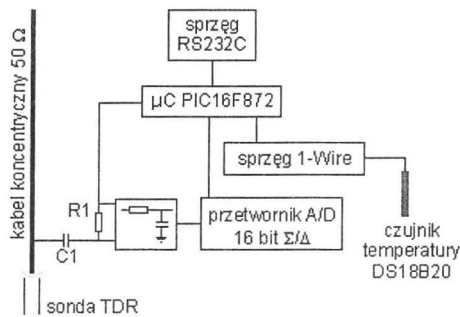 sprzęg
RS232C
kabel koncentryczny 50 Ω
µC PIC16F872
sprzęg 1-Wire
R1
C1
przetwornik A/D
16 bit Σ/Δ
czujnik
temperatury
DS18B20
sonda TDR